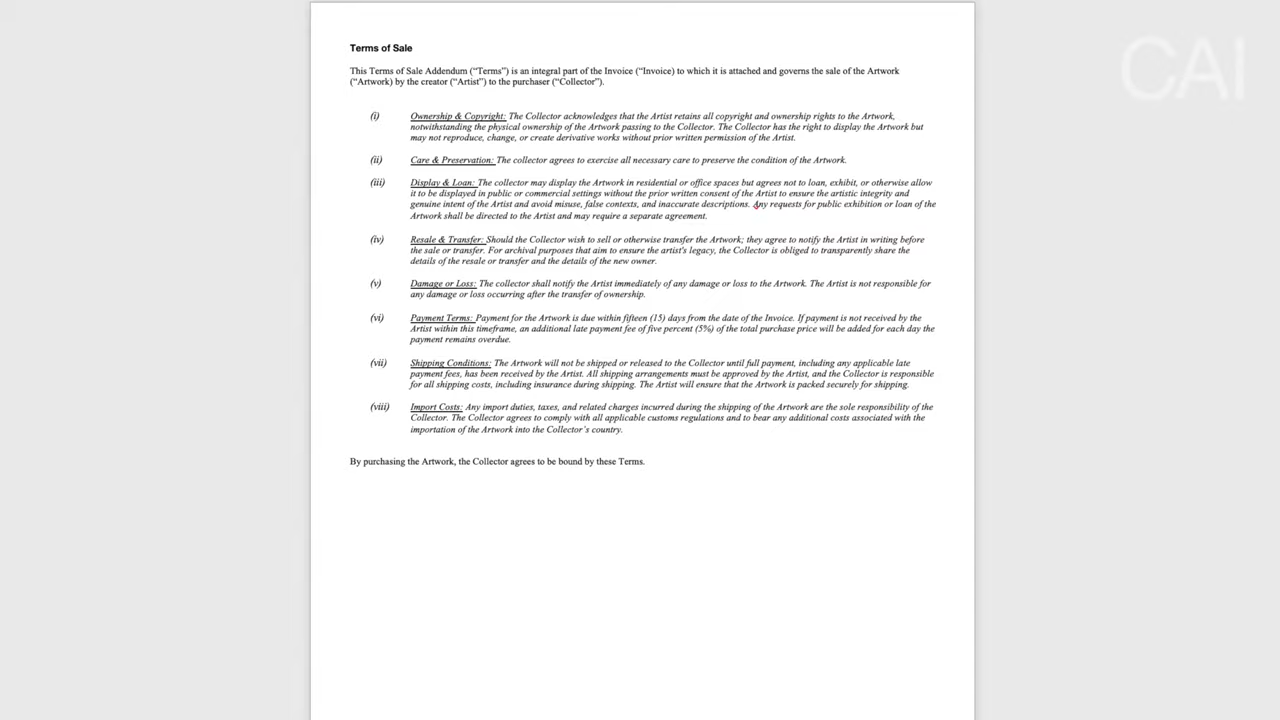 CAI
Terms of Sale
This Terms of Sale Addendum (“Terms”) is an integral part of the Invoice (“Invoice) to which it is attached and governs the sale of the Artwork
(“Artwork) by the creator (“Artist”) to the purchaser (“Collector”).
(i) Ownership & Copyright: The Collector acknowledges that the Artist retains all copyright and ownership rights to the Artwork,
notwithstanding the physical ownership of the Artwork passing to the Collector. The Collector has the right to display the Artwork but
may not reproduce, change, or create derivative works without prior written permission of the Artist.
(ii) Care & Preservation: The collector agrees to exercise all necessary care to preserve the condition of the Artwork.
(iii) Display & Loan: The collector may display the Artwork in residential or office spaces but agrees not to loan, exhibit, or otherwise allow
it to be displayed in public or commercial settings without the prior written consent of the Artist to ensure the artistic integrity and
genuine intent of the Artist and avoid misuse, false contexts, and inaccurate descriptions. Any requests for public exhibition or loan of the
Artwork shall be directed to the Artist and may require a separate agreement.
(iv) Resale & Transfer: Should the Collector wish to sell or otherwise transfer the Artwork; they agree to notify the Artist in writing before
the sale or transfer. For archival purposes that aim to ensure the artist's legacy, the Collector is obliged to transparently share the
details of the resale or transfer and the details of the new owner.
(v) Damage or Loss: The collector shall notify the Artist immediately of any damage or loss to the Artwork. The Artist is not responsible for
any damage or loss occurring after the transfer of ownership.
(vi) Payment Terms: Payment for the Artwork is due within fifteen (15) days from the date of the Invoice. If payment is not received by the
Artist within this timeframe, an additional late payment fee of five percent (5%) of the total purchase price will be added for each day the
payment remains overdue.
(vii) Shipping Conditions: The Artwork will not be shipped or released to the Collector until full payment, including any applicable late
payment fees, has been received by the Artist. All shipping arrangements must be approved by the Artist, and the Collector is responsible
for all shipping costs, including insurance during shipping. The Artist will ensure that the Artwork is packed securely for shipping.
(viii) Import Costs: Any import duties, taxes, and related charges incurred during the shipping of the Artwork are the sole responsibility of the
Collector. The Collector agrees to comply with all applicable customs regulations and to bear any additional costs associated with the
importation of the Artwork into the Collector’s country.
By purchasing the Artwork, the Collector agrees to be bound by these Terms.